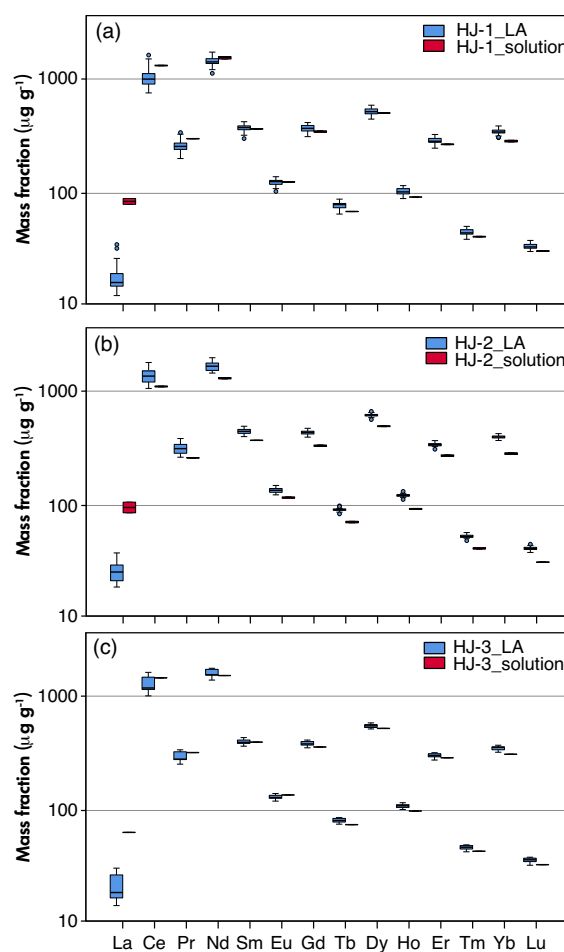 (a)
HJ-1_LA
HJ-1_solution
Mass fraction (µg g⁻¹)
1000
100
10
(b)
HJ-2_LA
HJ-2_solution
Mass fraction (µg g⁻¹)
1000
100
10
(c)
HJ-3_LA
HJ-3_solution
Mass fraction (µg g⁻¹)
1000
100
10
La Ce Pr Nd Sm Eu Gd Tb Dy Ho Er Tm Yb Lu